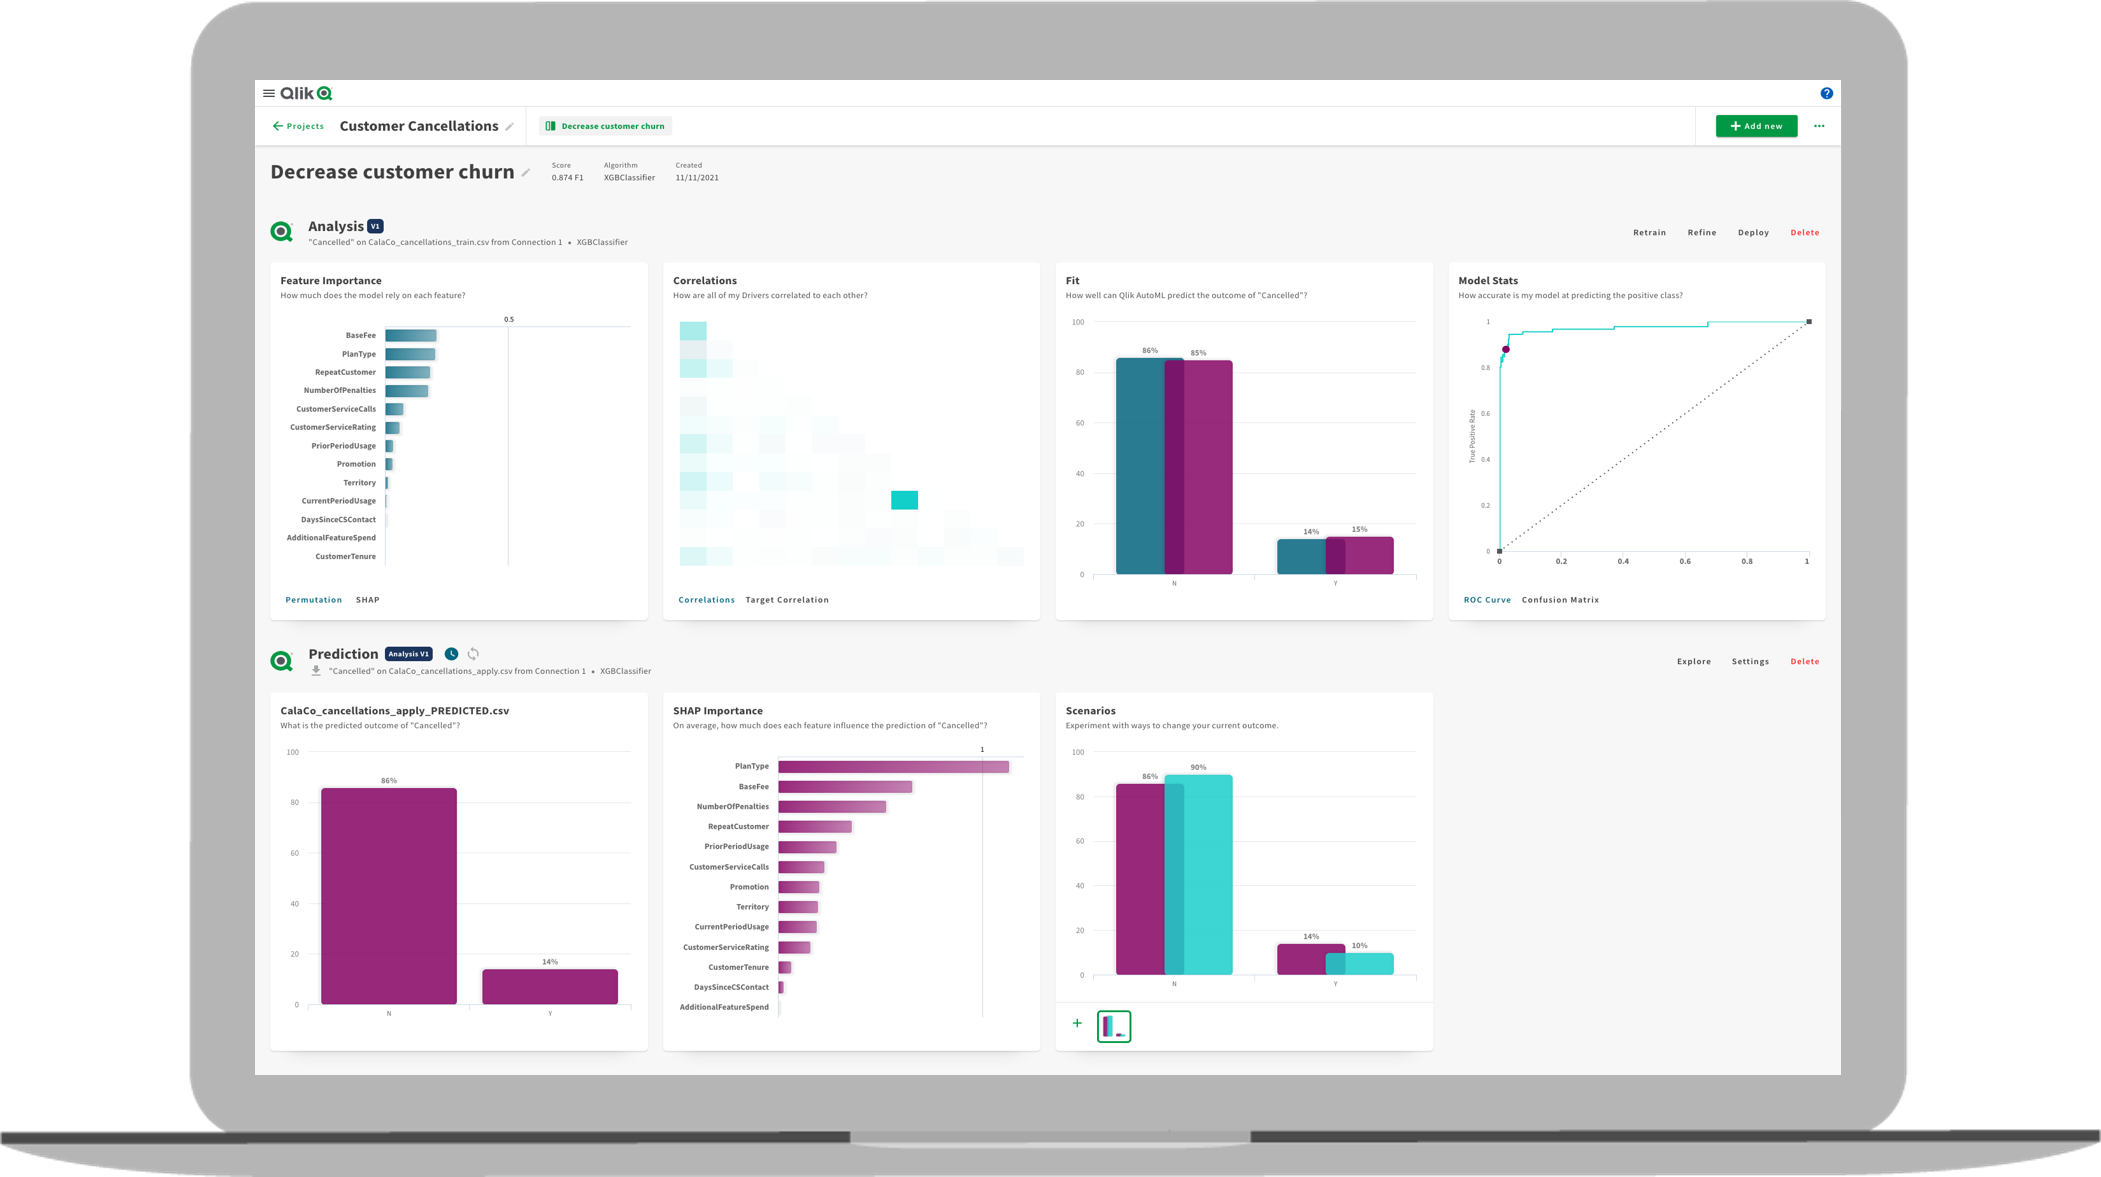 Qlik
?
Projects
Customer Cancellations
Decrease customer churn
Add new
Decrease customer churn
Score
0.874 F1
Algorithm
XGBClassifier
Created
11/11/2021
Analysis V1
"Cancelled" on CalaCo_cancellations_train.csv from Connection 1 • XGBClassifier
Retrain Refine Deploy Delete
Feature Importance
How much does the model rely on each feature?
0.5
BaseFee
PlanType
RepeatCustomer
NumberOfPenalties
CustomerServiceCalls
CustomerServiceRating
PriorPeriodUsage
Promotion
Territory
CurrentPeriodUsage
DaysSinceCSContact
AdditionalFeatureSpend
CustomerTenure
Permutation SHAP
Correlations
How are all of my Drivers correlated to each other?
Correlations Target Correlation
Fit
How well can Qlik AutoML predict the outcome of "Cancelled"?
100
80
60
40
20
0
86%
85%
14%
15%
N
Y
Model Stats
How accurate is my model at predicting the positive class?
True Positive Rate
1
0.8
0.6
0.4
0.2
0
0 0.2 0.4 0.6 0.8 1
ROC Curve Confusion Matrix
Prediction Analysis V1
"Cancelled" on CalaCo_cancellations_apply.csv from Connection 1 • XGBClassifier
Explore Settings Delete
CalaCo_cancellations_apply_PREDICTED.csv
What is the predicted outcome of "Cancelled"?
100
80
60
40
20
0
86%
14%
N
Y
SHAP Importance
On average, how much does each feature influence the prediction of "Cancelled"?
1
PlanType
BaseFee
NumberOfPenalties
RepeatCustomer
PriorPeriodUsage
CustomerServiceCalls
Promotion
Territory
CurrentPeriodUsage
CustomerServiceRating
CustomerTenure
DaysSinceCSContact
AdditionalFeatureSpend
Scenarios
Experiment with ways to change your current outcome.
100
80
60
40
20
0
86%
90%
14%
10%
N
Y